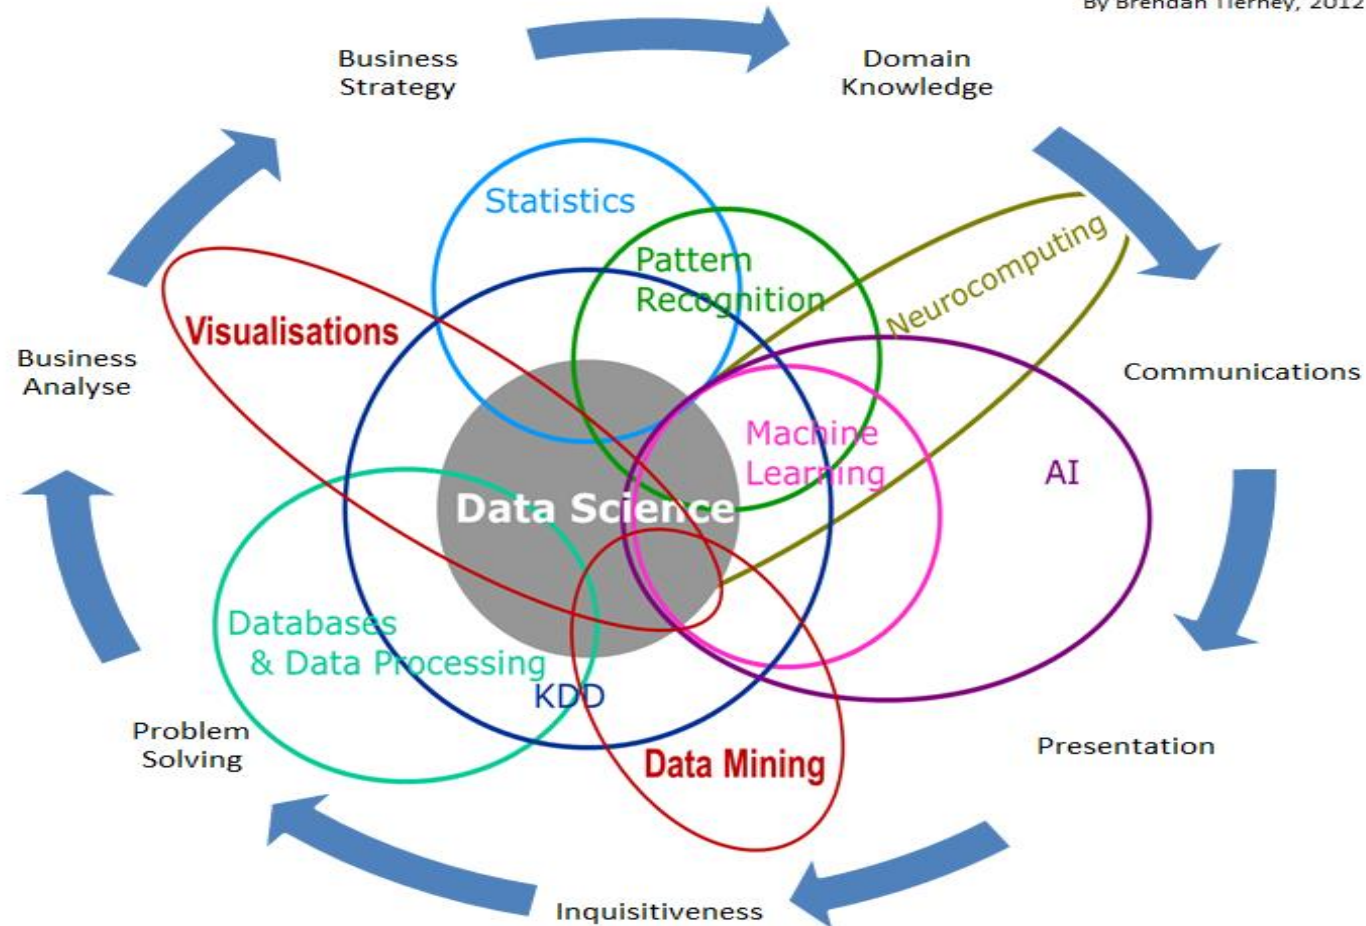 By Brendan Tierney, 2012
Business
Strategy
Domain
Knowledge
Statistics
Pattern
Recognition
Neurocomputing
Visualisations
Business
Analyse
Communications
Machine
Learning
AI
Data Science
Databases
& Data Processing
KDD
Problem
Solving
Data Mining
Presentation
Inquisitiveness